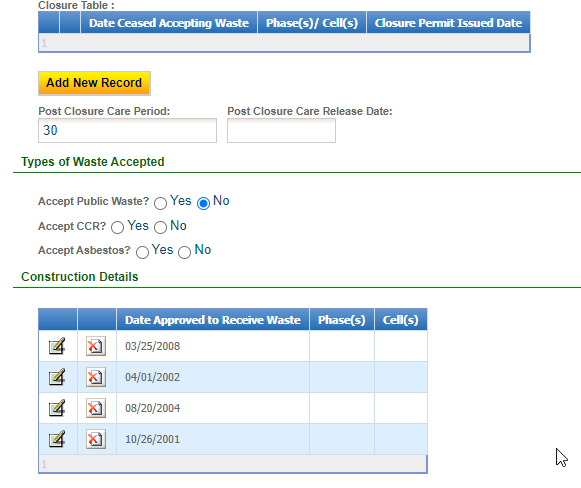 Closure Table :
Date Ceased Accepting Waste Phase(s)/ Cell(s) Closure Permit Issued Date
1
Add New Record
Post Closure Care Period: Post Closure Care Release Date:
30
Types of Waste Accepted
Accept Public Waste? Yes No
Accept CCR? Yes No
Accept Asbestos? Yes No
Construction Details
Date Approved to Receive Waste Phase(s) Cell(s)
03/25/2008
04/01/2002
08/20/2004
10/26/2001
1